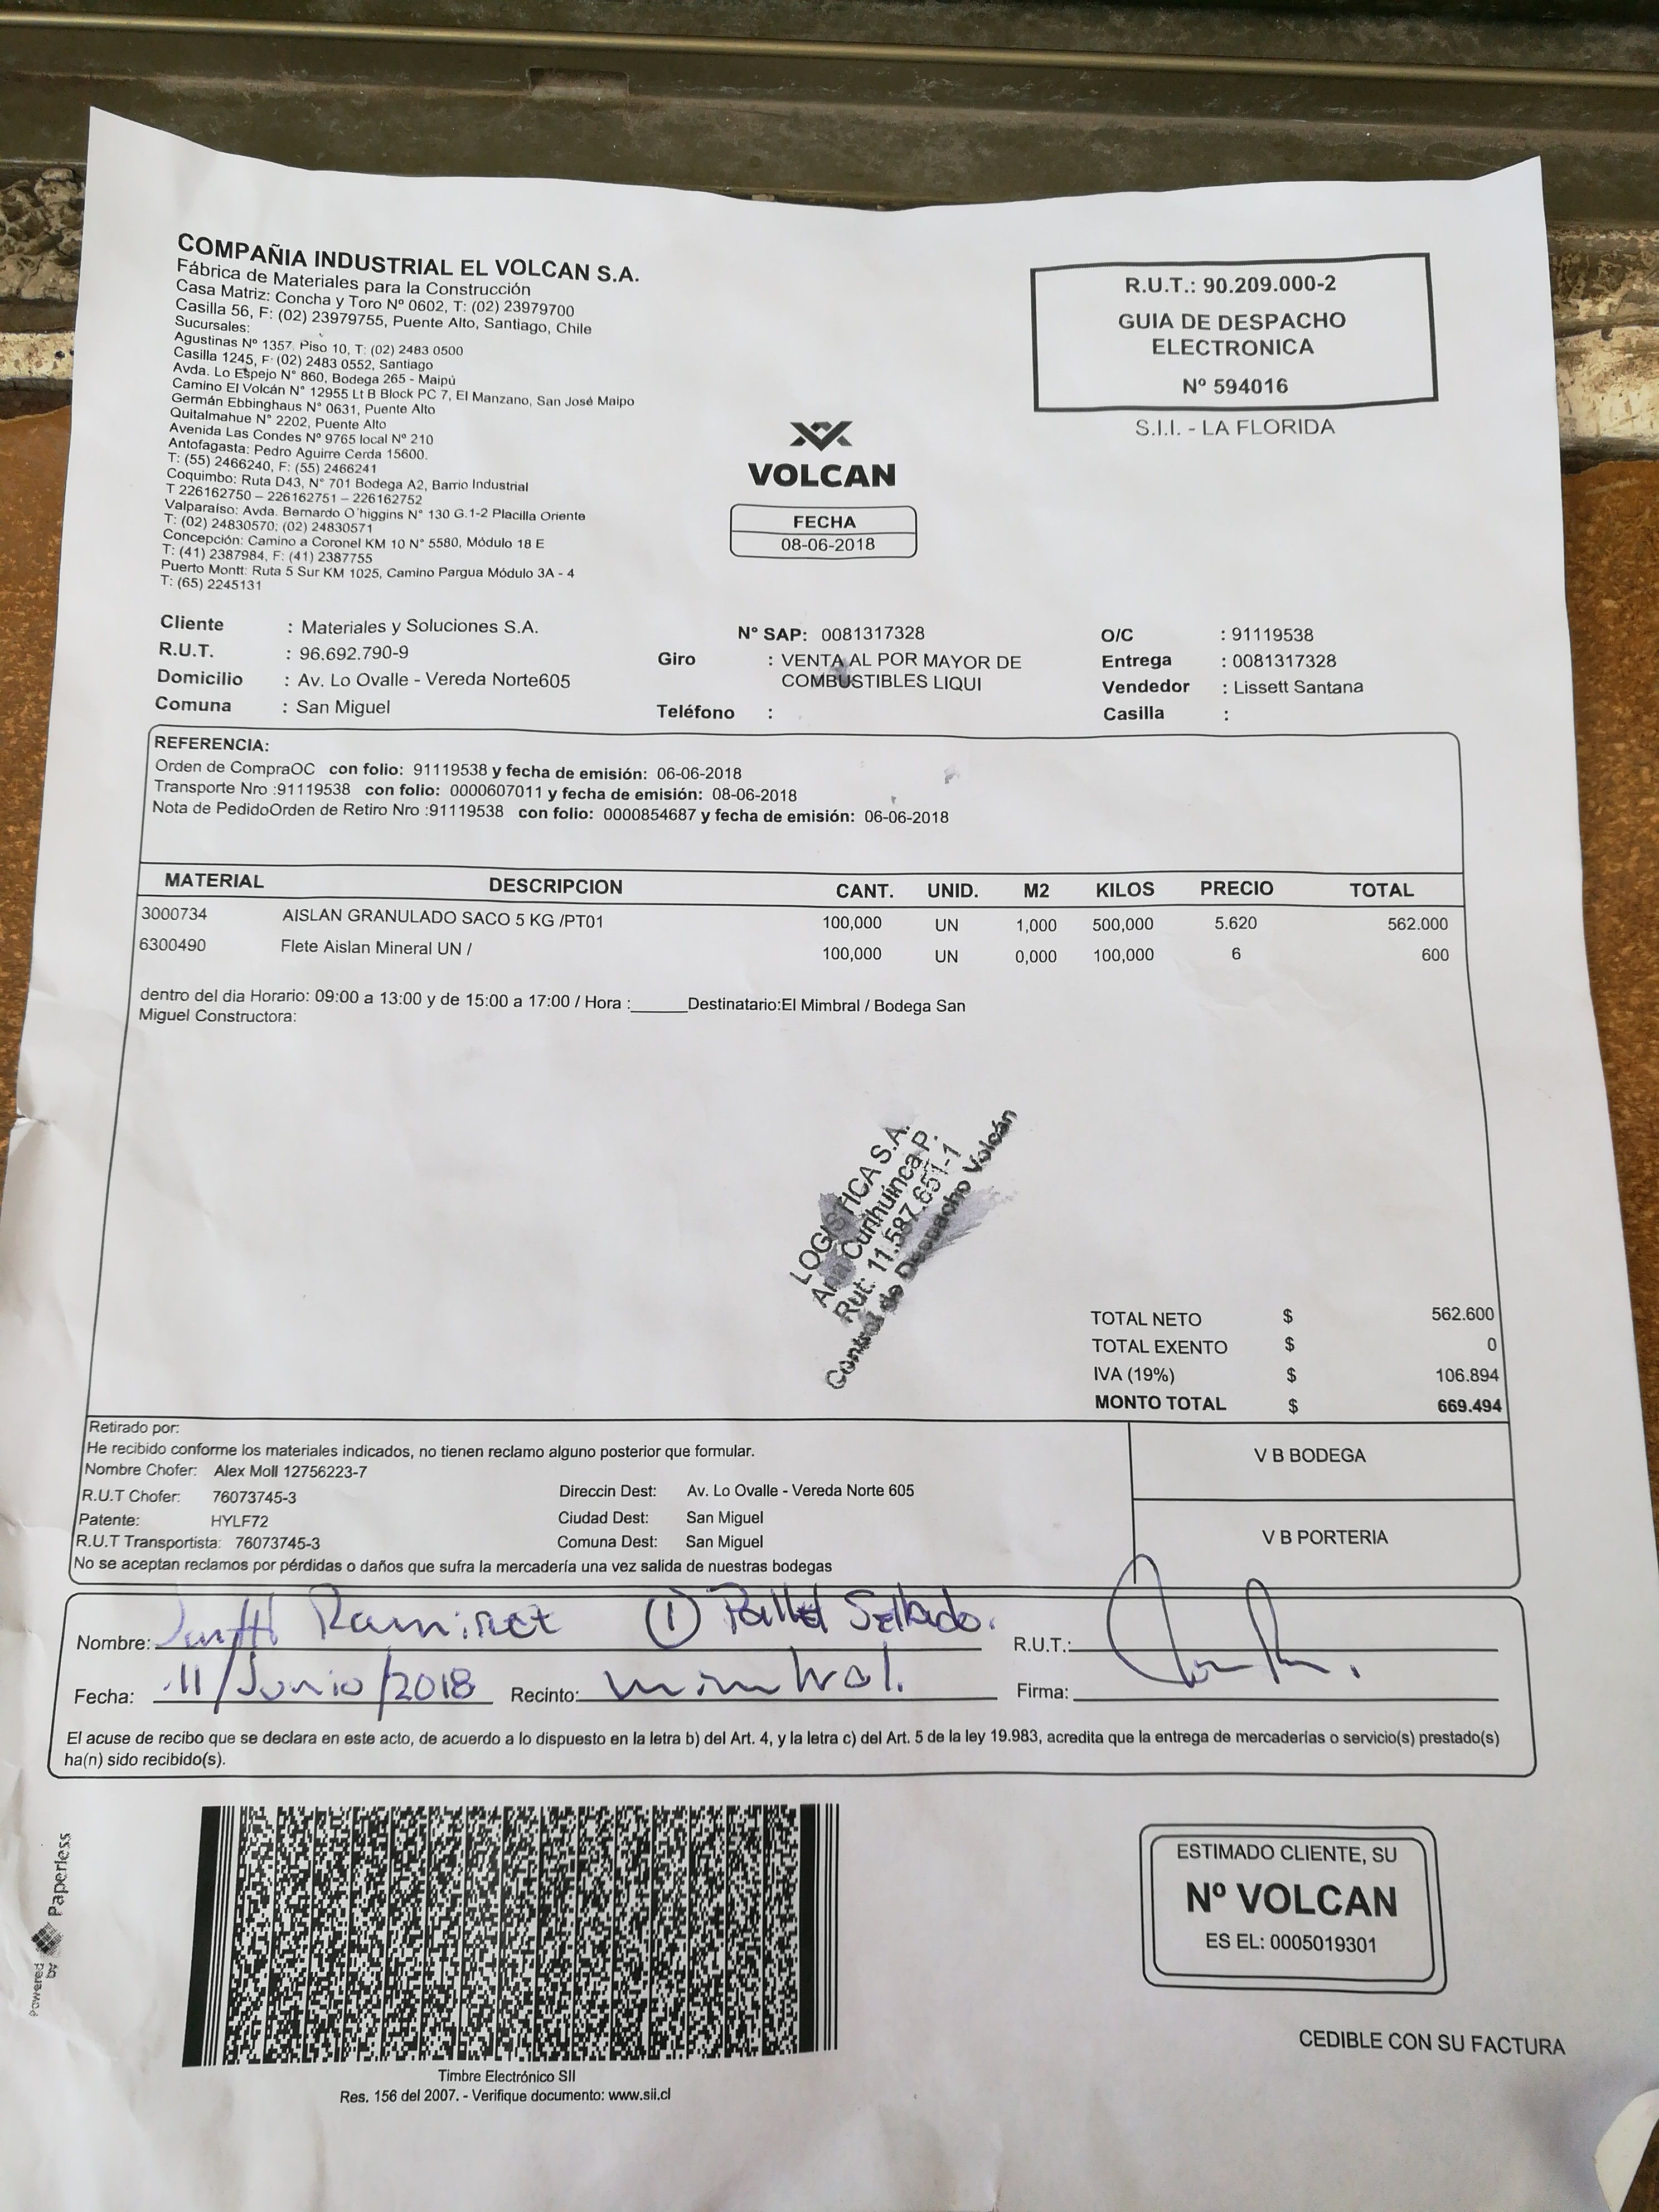 COMPAÑIA INDUSTRIAL EL VOLCAN S.A.
Fábrica de Materiales para la Construcción
Casa Matriz: Concha y Toro Nº 0602, T: (02) 23979700
Casilla 56, F: (02) 23979755, Puente Alto, Santiago, Chile
Sucursales:
Agustinas Nº 1357, Piso 10, T: (02) 2483 0500
Casilla 1245, F: (02) 2483 0552, Santiago
Avda. Lo Espejo N° 860, Bodega 265 - Maipú
Camino El Volcán N° 12955 Lt B Block PC 7, El Manzano, San José Maipo
Germán Ebbinghaus N° 0631, Puente Alto
Quitalmahue N° 2202, Puente Alto
Avenida Las Condes Nº 9765 local Nº 210
Antofagasta: Pedro Aguirre Cerda 15600.
T: (55) 2466240, F: (55) 2466241
Coquimbo: Ruta D43, N° 701 Bodega A2, Barrio Industrial
T 226162750 – 226162751 – 226162752
Valparaíso: Avda. Bernardo O´higgins N° 130 G.1-2 Placilla Oriente
T: (02) 24830570; (02) 24830571
Concepción: Camino a Coronel KM 10 N° 5580, Módulo 18 E
T: (41) 2387984, F: (41) 2387755
Puerto Montt: Ruta 5 Sur KM 1025, Camino Pargua Módulo 3A - 4
T: (65) 2245131
R.U.T.: 90.209.000-2
GUIA DE DESPACHO
ELECTRONICA
Nº 594016
S.I.I. - LA FLORIDA
VOLCAN
FECHA
08-06-2018
Cliente : Materiales y Soluciones S.A. N° SAP: 0081317328 O/C : 91119538
R.U.T. : 96.692.790-9 Giro : VENTA AL POR MAYOR DE Entrega : 0081317328
Domicilio : Av. Lo Ovalle - Vereda Norte605 COMBUSTIBLES LIQUI Vendedor : Lissett Santana
Comuna : San Miguel Teléfono : Casilla :
REFERENCIA:
Orden de CompraOC con folio: 91119538 y fecha de emisión: 06-06-2018
Transporte Nro :91119538 con folio: 0000607011 y fecha de emisión: 08-06-2018
Nota de PedidoOrden de Retiro Nro :91119538 con folio: 0000854687 y fecha de emisión: 06-06-2018
MATERIAL DESCRIPCION CANT. UNID. M2 KILOS PRECIO TOTAL
3000734 AISLAN GRANULADO SACO 5 KG /PT01 100,000 UN 1,000 500,000 5.620 562.000
6300490 Flete Aislan Mineral UN / 100,000 UN 0,000 100,000 6 600
dentro del dia Horario: 09:00 a 13:00 y de 15:00 a 17:00 / Hora :______Destinatario:El Mimbral / Bodega San
Miguel Constructora:
LOGISTICA S.A.
Ana Curihuinca P.
Rut: 11.587.651-1
Control de Despacho Volcán
TOTAL NETO $ 562.600
TOTAL EXENTO $ 0
IVA (19%) $ 106.894
MONTO TOTAL $ 669.494
Retirado por:
He recibido conforme los materiales indicados, no tienen reclamo alguno posterior que formular.
Nombre Chofer: Alex Moll 12756223-7
R.U.T Chofer: 76073745-3 Direccin Dest: Av. Lo Ovalle - Vereda Norte 605
Patente: HYLF72 Ciudad Dest: San Miguel
R.U.T Transportista: 76073745-3 Comuna Dest: San Miguel
No se aceptan reclamos por pérdidas o daños que sufra la mercadería una vez salida de nuestras bodegas
V B BODEGA
V B PORTERIA
Nombre: Ramirez (1) Pallet Sellado. R.U.T.:
Fecha: 11/Junio/2018 Recinto: mimbral. Firma:
El acuse de recibo que se declara en este acto, de acuerdo a lo dispuesto en la letra b) del Art. 4, y la letra c) del Art. 5 de la ley 19.983, acredita que la entrega de mercaderías o servicio(s) prestado(s)
ha(n) sido recibido(s).
powered by Paperless
Timbre Electrónico SII
Res. 156 del 2007. - Verifique documento: www.sii.cl
ESTIMADO CLIENTE, SU
Nº VOLCAN
ES EL: 0005019301
CEDIBLE CON SU FACTURA